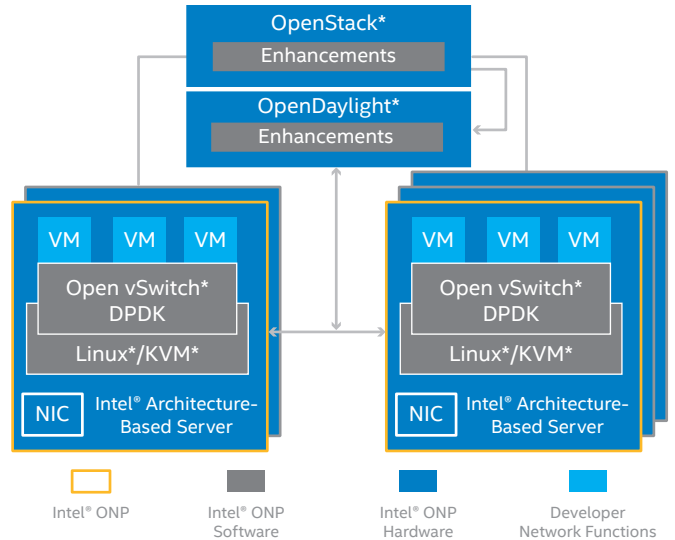 OpenStack*
Enhancements
OpenDaylight*
Enhancements
VM
VM
VM
Open vSwitch*
DPDK
Linux*/KVM*
NIC
Intel® Architecture-
Based Server
VM
VM
VM
Open vSwitch*
DPDK
Linux*/KVM*
NIC
Intel® Architecture-
Based Server
Intel® ONP
Intel® ONP
Software
Intel® ONP
Hardware
Developer
Network Functions